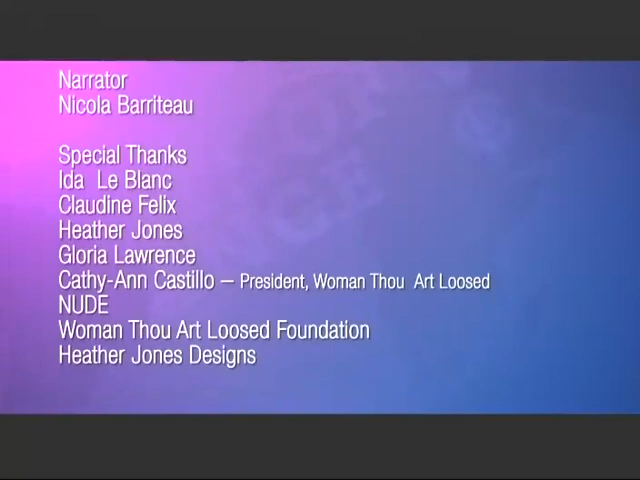 Narrator
Nicola Barriteau
Special Thanks
Ida Le Blanc
Claudine Felix
Heather Jones
Gloria Lawrence
Cathy-Ann Castillo – President, Woman Thou Art Loosed
NUDE
Woman Thou Art Loosed Foundation
Heather Jones Designs